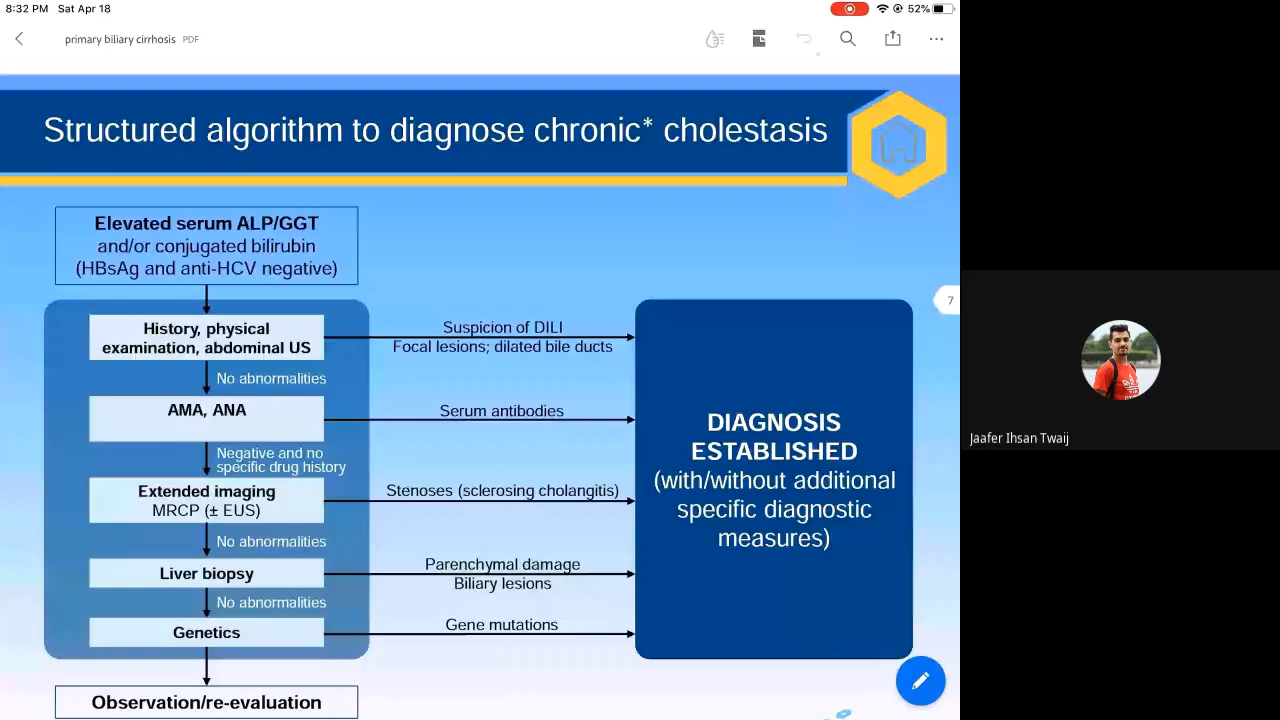 8:32 PM Sat Apr 18
52%
primary biliary cirrhosis PDF
Structured algorithm to diagnose chronic* cholestasis
Elevated serum ALP/GGT
and/or conjugated bilirubin
(HBsAg and anti-HCV negative)
7
History, physical
examination, abdominal US
Suspicion of DILI
Focal lesions; dilated bile ducts
No abnormalities
AMA, ANA
Serum antibodies
Negative and no
specific drug history
Extended imaging
MRCP (± EUS)
Stenoses (sclerosing cholangitis)
No abnormalities
Liver biopsy
Parenchymal damage
Biliary lesions
No abnormalities
Genetics
Gene mutations
Observation/re-evaluation
DIAGNOSIS
ESTABLISHED
(with/without additional
specific diagnostic
measures)
Jaafer Ihsan Twaij